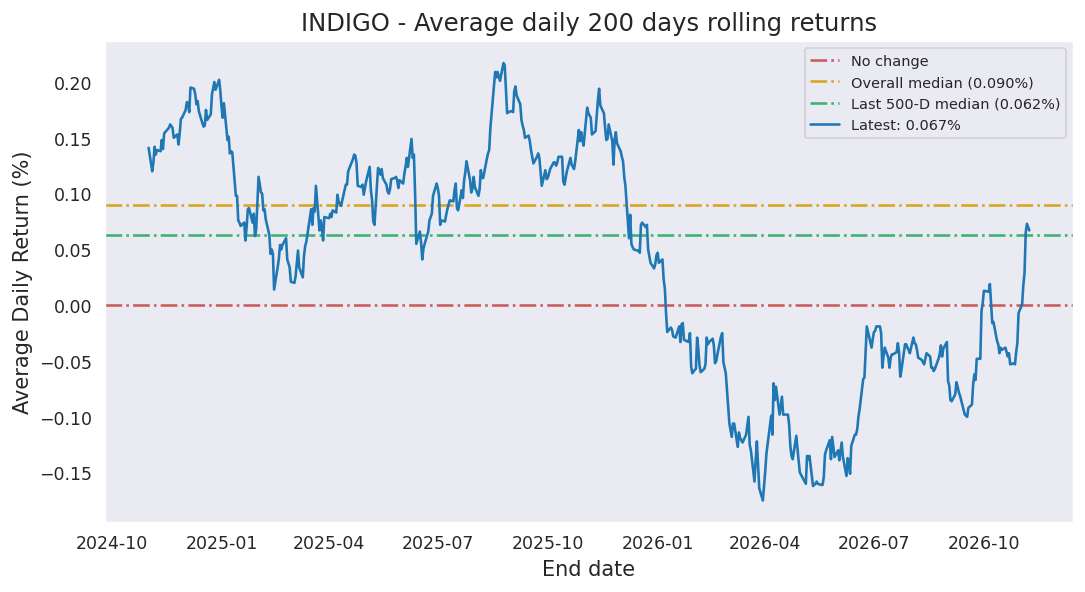 INDIGO - Average daily 200 days rolling returns
No change
Overall median (0.090%)
Last 500-D median (0.062%)
Latest: 0.067%
Average Daily Return (%)
0.20
0.15
0.10
0.05
0.00
−0.05
−0.10
−0.15
2024-10 2025-01 2025-04 2025-07 2025-10 2026-01 2026-04 2026-07 2026-10
End date